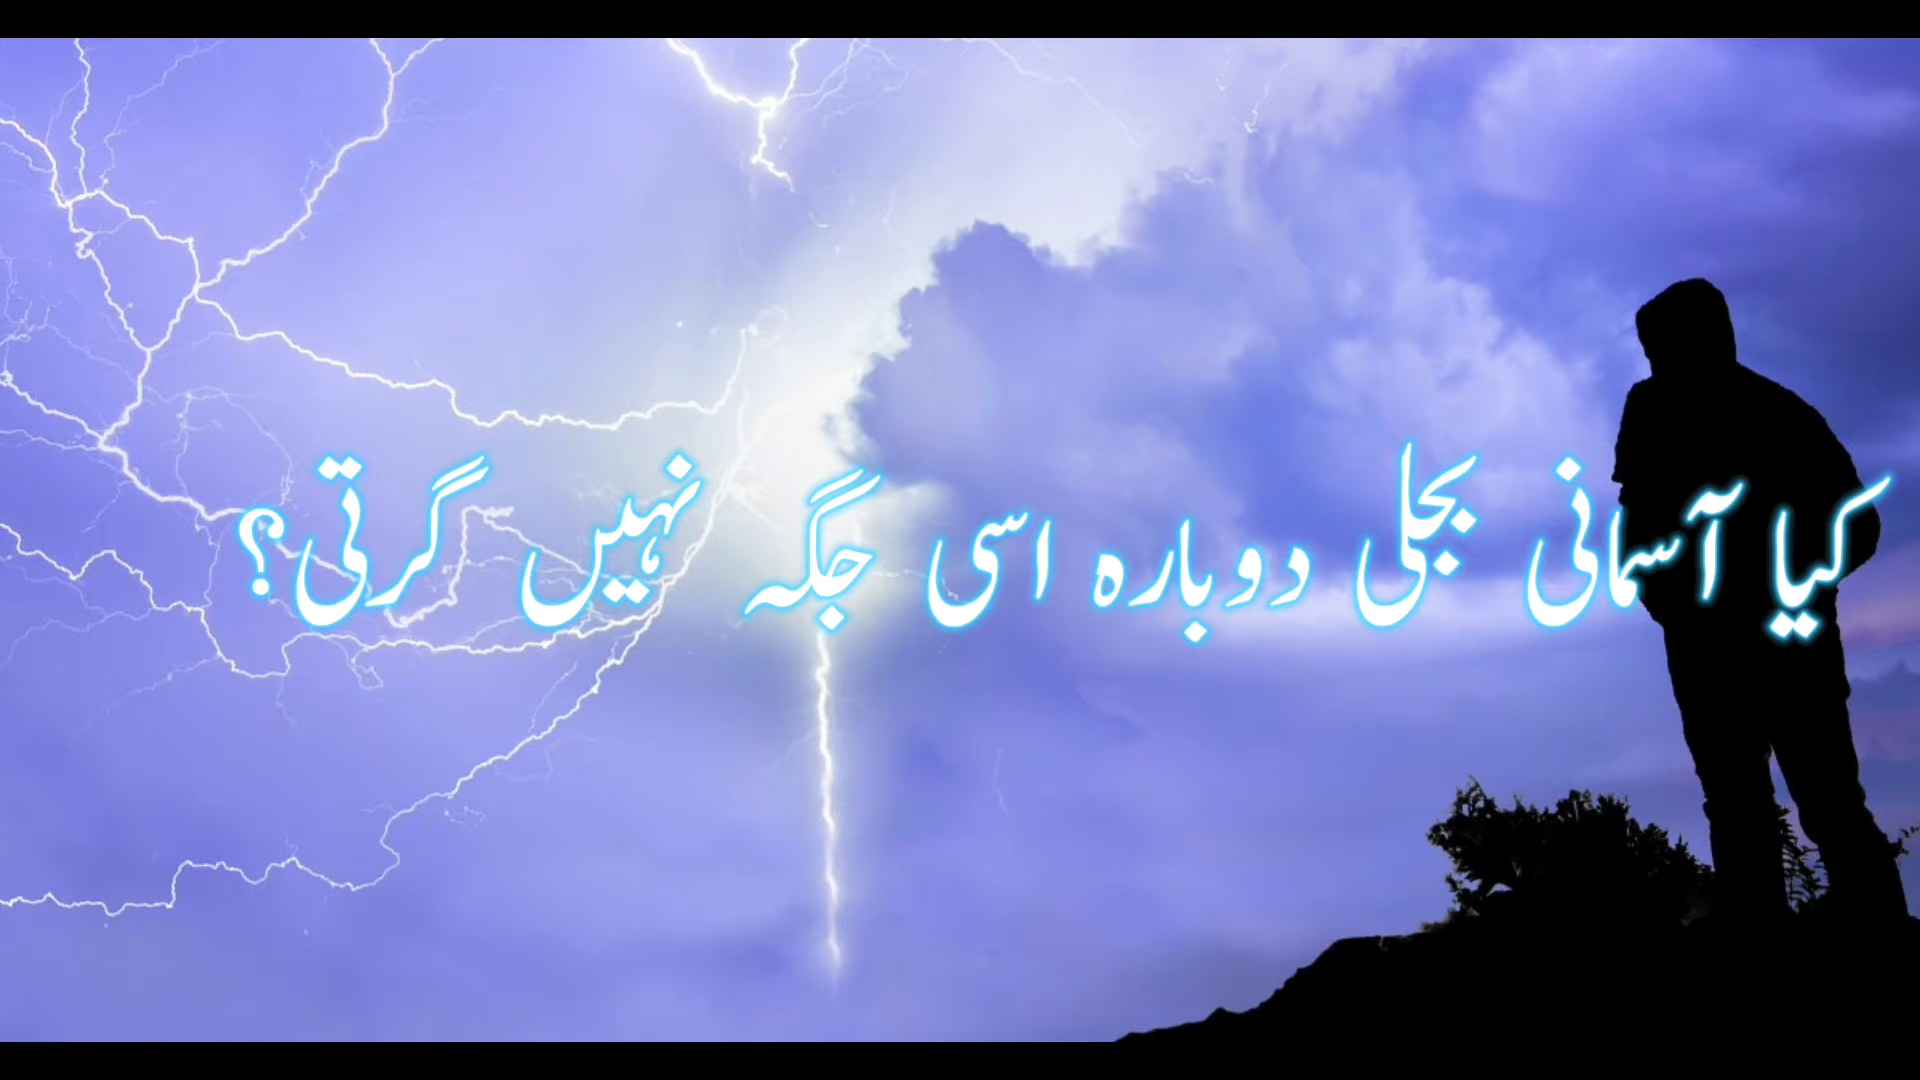 کیا آسمانی بجلی دوبارہ اسی جگہ نہیں گرتی؟